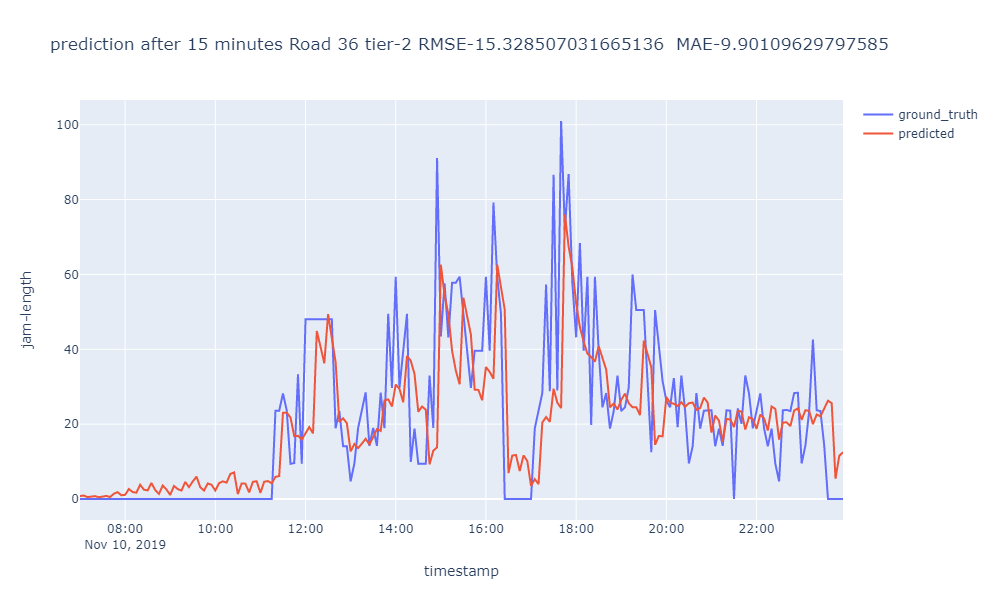 prediction after 15 minutes Road 36 tier-2 RMSE-15.328507031665136  MAE-9.90109629797585
ground_truth
predicted
100
80
60
40
20
0
jam-length
08:00 10:00 12:00 14:00 16:00 18:00 20:00 22:00
Nov 10, 2019
timestamp